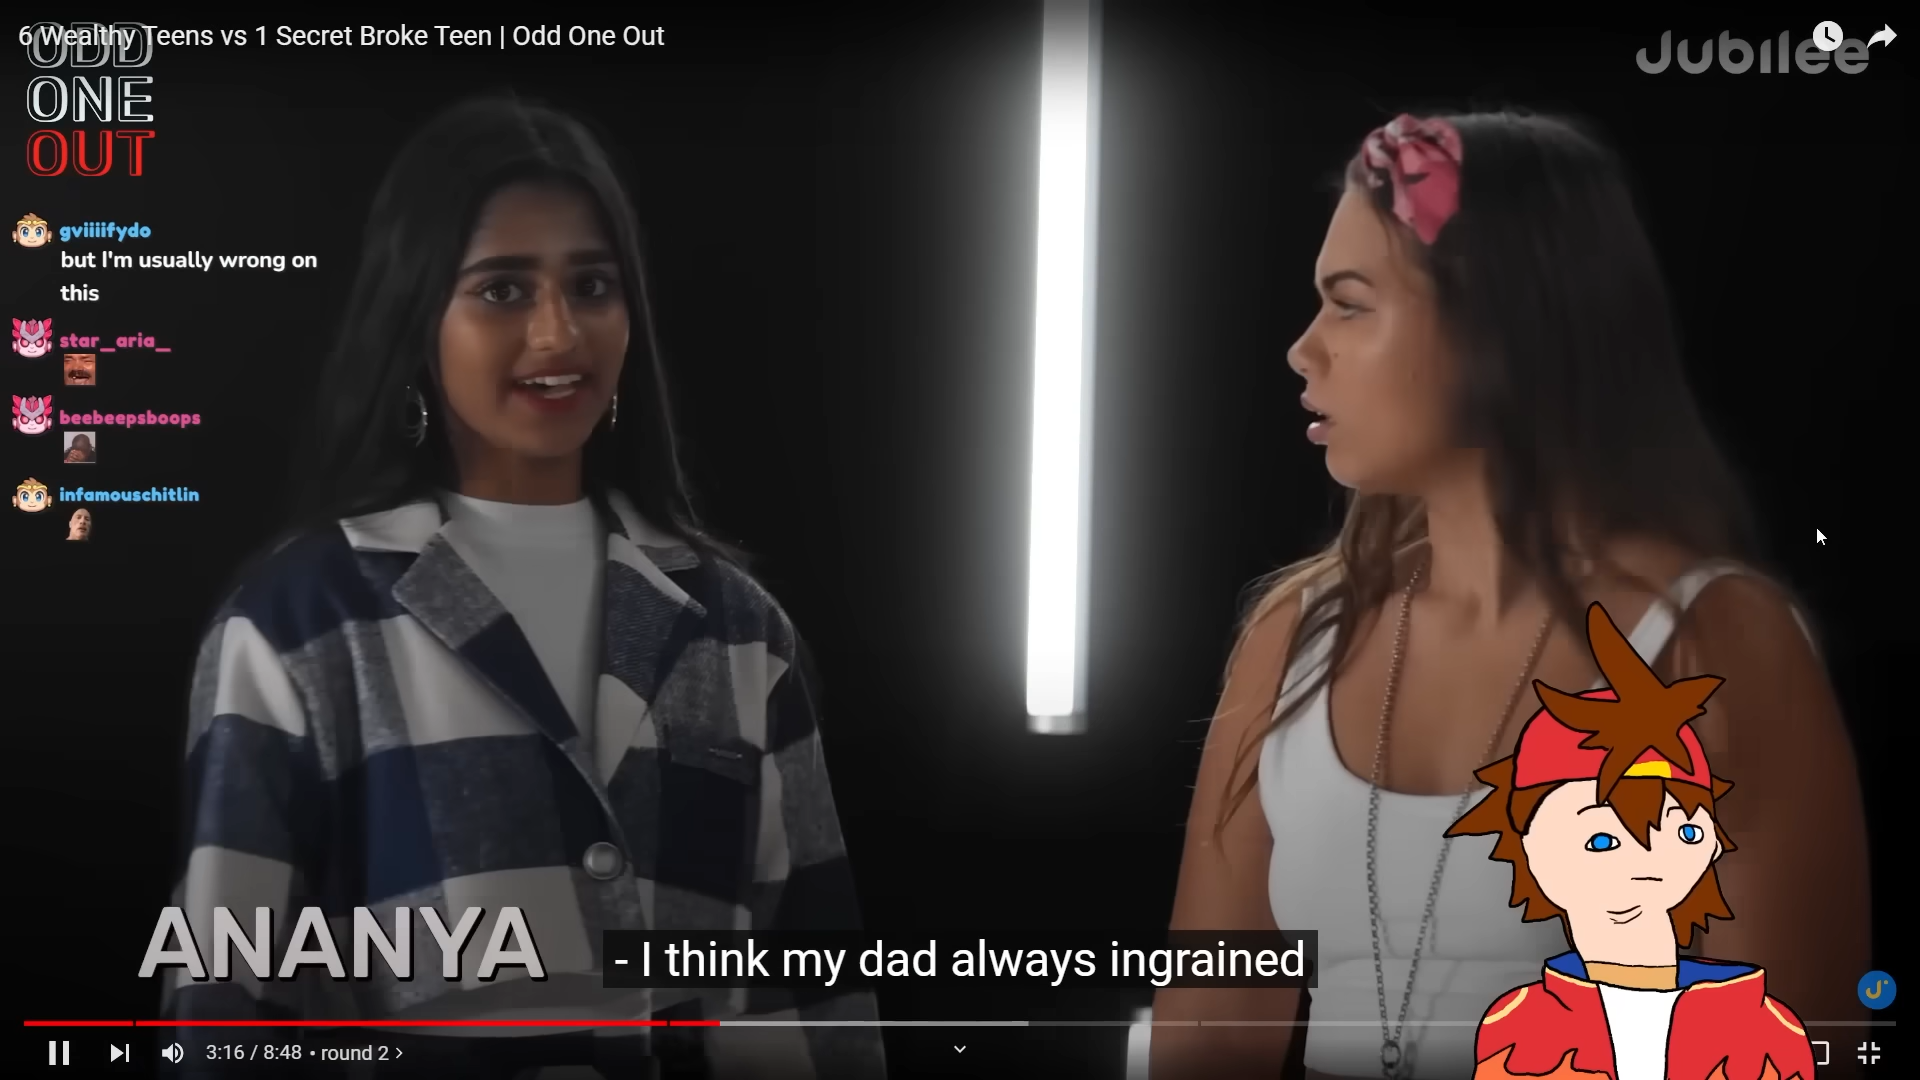 6 Wealthy Teens vs 1 Secret Broke Teen | Odd One Out
ODD
ONE
OUT
Jubilee
gviiiifydo
but I'm usually wrong on
this
star_aria_
beebeepsboops
infamouschitlin
ANANYA
- I think my dad always ingrained
3:16 / 8:48 • round 2 >